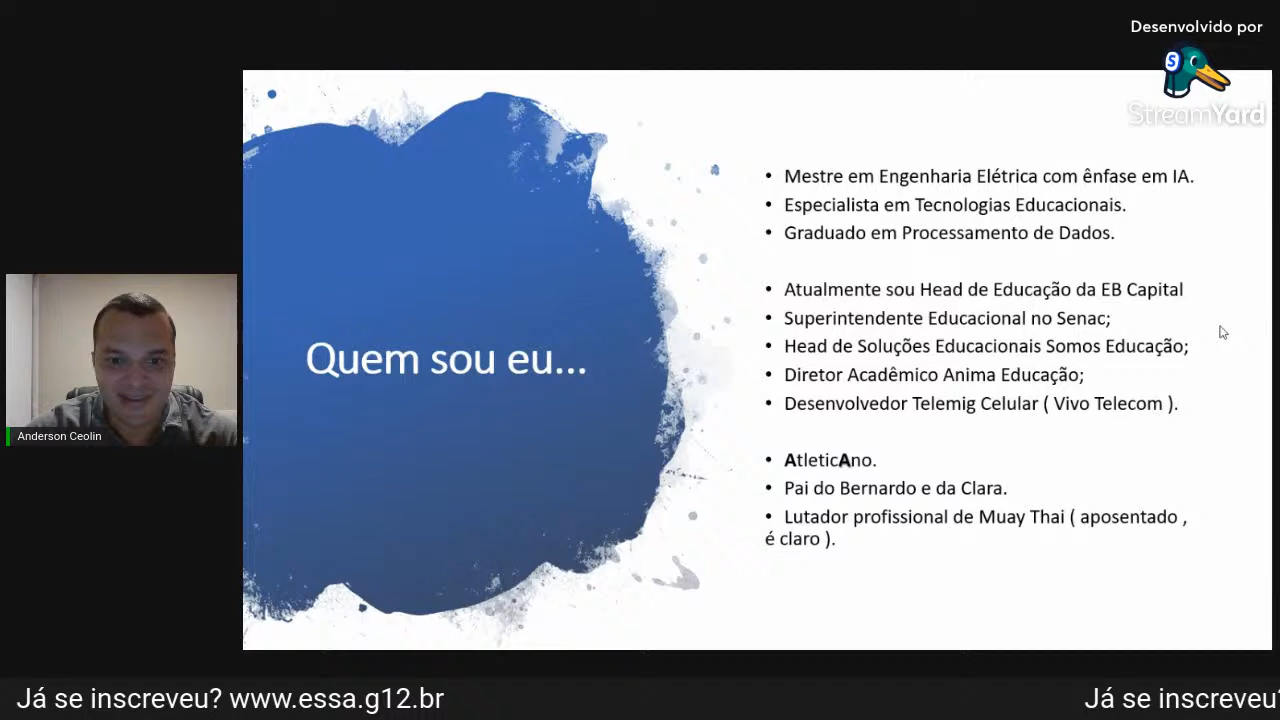 Desenvolvido por
StreamYard
• Mestre em Engenharia Elétrica com ênfase em IA.
• Especialista em Tecnologias Educacionais.
• Graduado em Processamento de Dados.
• Atualmente sou Head de Educação da EB Capital
• Superintendente Educacional no Senac;
• Head de Soluções Educacionais Somos Educação;
• Diretor Acadêmico Anima Educação;
• Desenvolvedor Telemig Celular ( Vivo Telecom ).
Quem sou eu...
• AtleticAno.
• Pai do Bernardo e da Clara.
• Lutador profissional de Muay Thai ( aposentado ,
é claro ).
Anderson Ceolin
Já se inscreveu? www.essa.g12.br
Já se inscreveu?